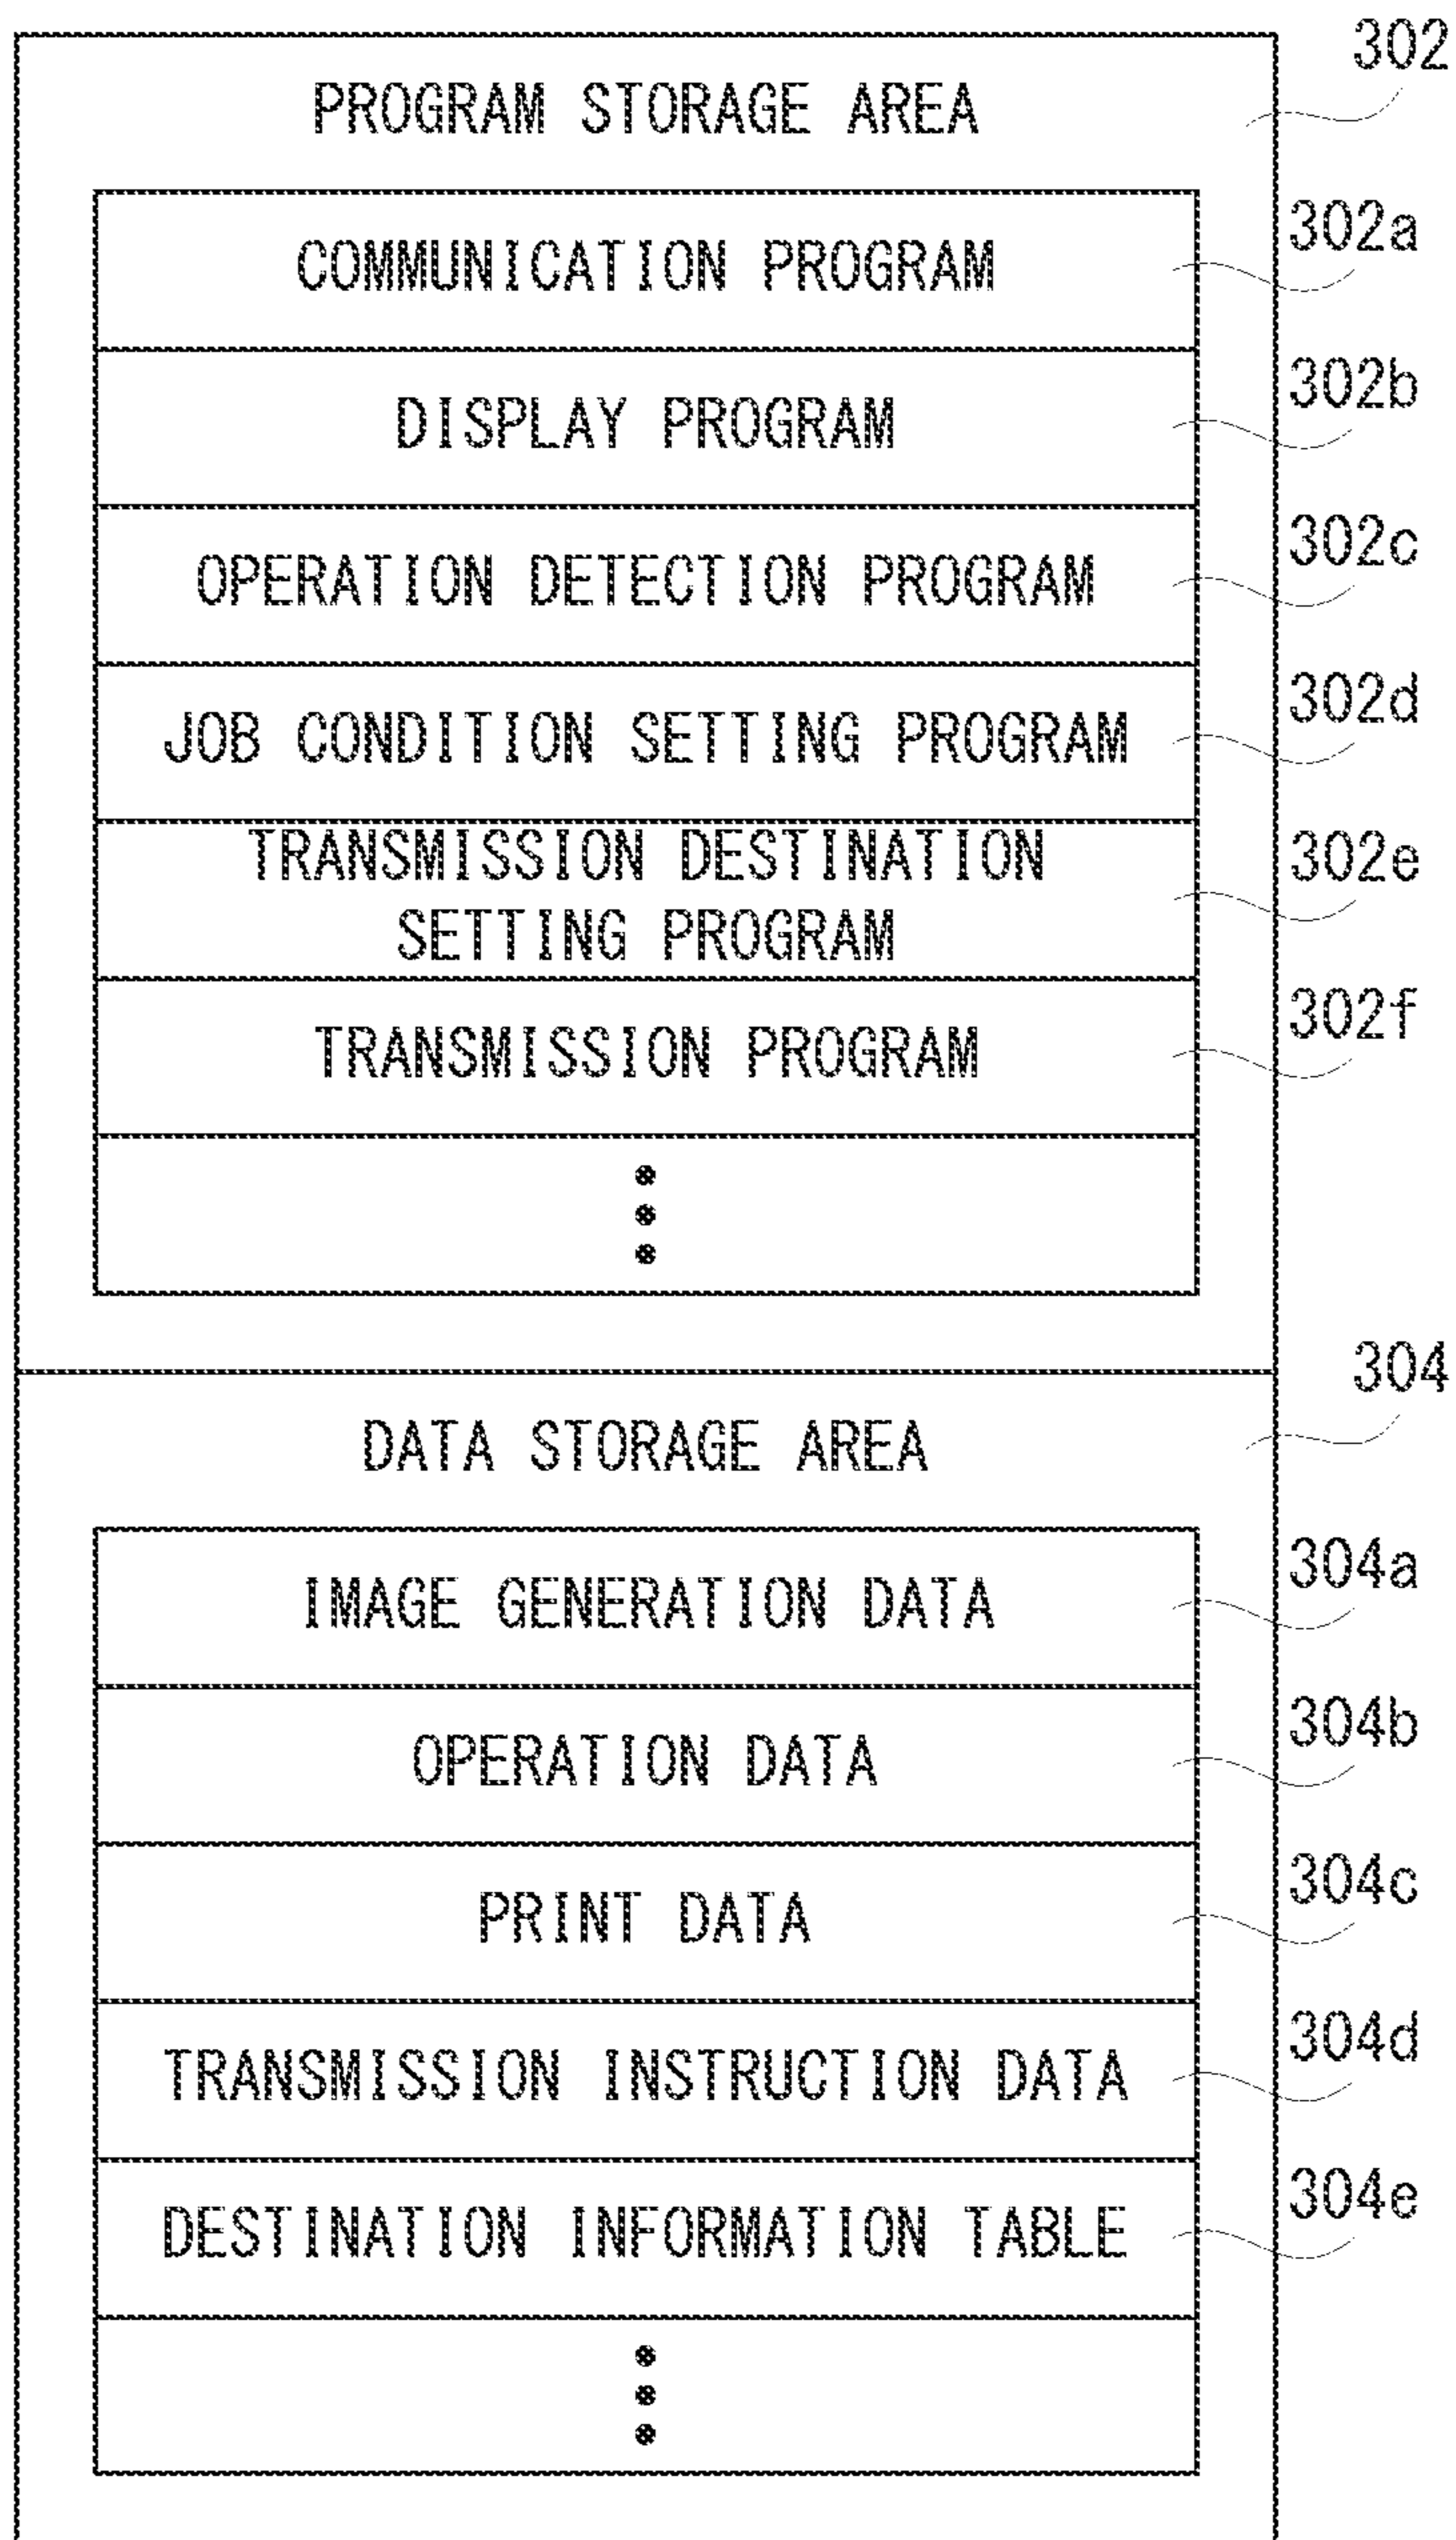 302
PROGRAM STORAGE AREA
302a
COMMUNICATION PROGRAM
302b
DISPLAY PROGRAM
302c
OPERATION DETECTION PROGRAM
302d
JOB CONDITION SETTING PROGRAM
302e
TRANSMISSION DESTINATION
SETTING PROGRAM
302f
TRANSMISSION PROGRAM
304
DATA STORAGE AREA
304a
IMAGE GENERATION DATA
304b
OPERATION DATA
304c
PRINT DATA
304d
TRANSMISSION INSTRUCTION DATA
304e
DESTINATION INFORMATION TABLE